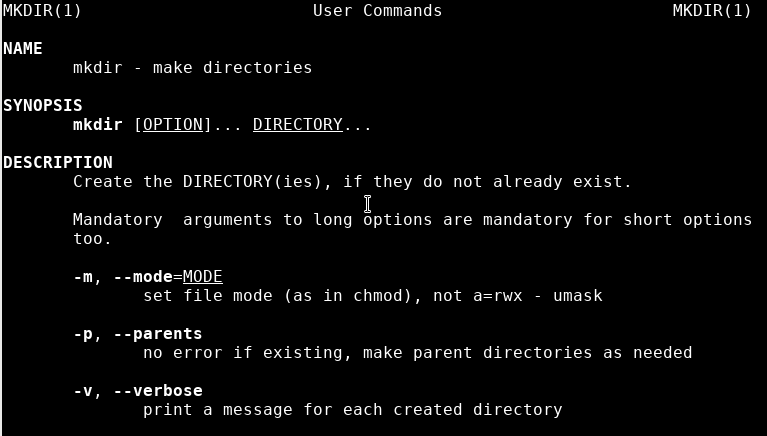 MKDIR(1) User Commands MKDIR(1)
NAME
mkdir - make directories
SYNOPSIS
mkdir [OPTION]... DIRECTORY...
DESCRIPTION
Create the DIRECTORY(ies), if they do not already exist.
Mandatory  arguments to long options are mandatory for short options
too.
-m, --mode=MODE
set file mode (as in chmod), not a=rwx - umask
-p, --parents
no error if existing, make parent directories as needed
-v, --verbose
print a message for each created directory